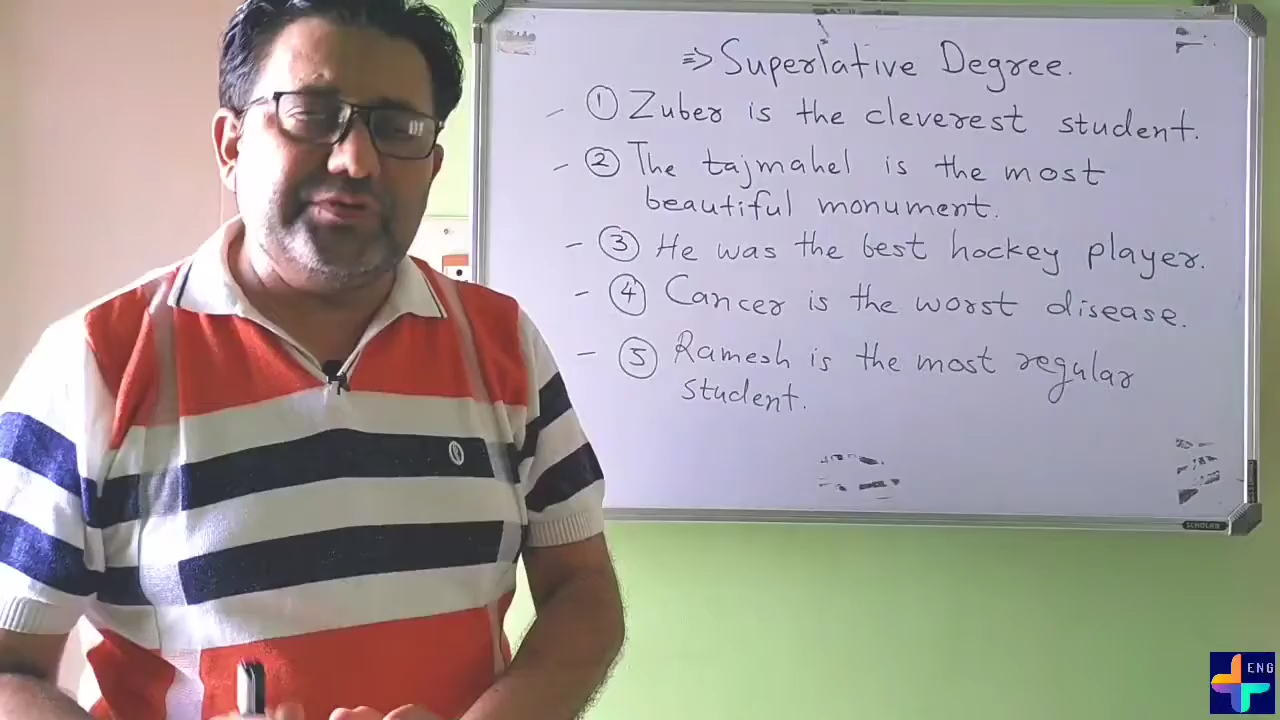 ⇒ Superlative Degree.
- ① Zuber is the cleverest student.
- ② The tajmahel is the most
beautiful monument.
- ③ He was the best hockey player.
- ④ Cancer is the worst disease.
- ⑤ Ramesh is the most regular
student.
SCHOLAR
ENG